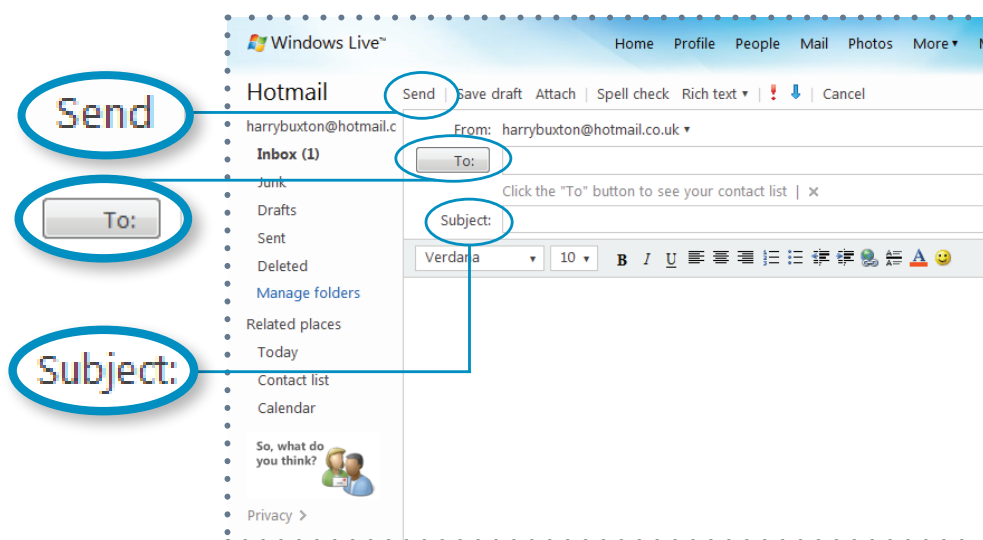 Windows Live™
Home Profile People Mail Photos More ▾
Hotmail
Send | Save draft Attach | Spell check Rich text ▾ | Cancel
Send
harrybuxton@hotmail.c
From: harrybuxton@hotmail.co.uk ▾
Inbox (1)
To:
Junk
Click the "To" button to see your contact list | ×
Drafts
To:
Subject:
Sent
Verdana ▾ 10 ▾ B I U A
Deleted
Manage folders
Related places
Today
Subject:
Contact list
Calendar
So, what do
you think?
Privacy >